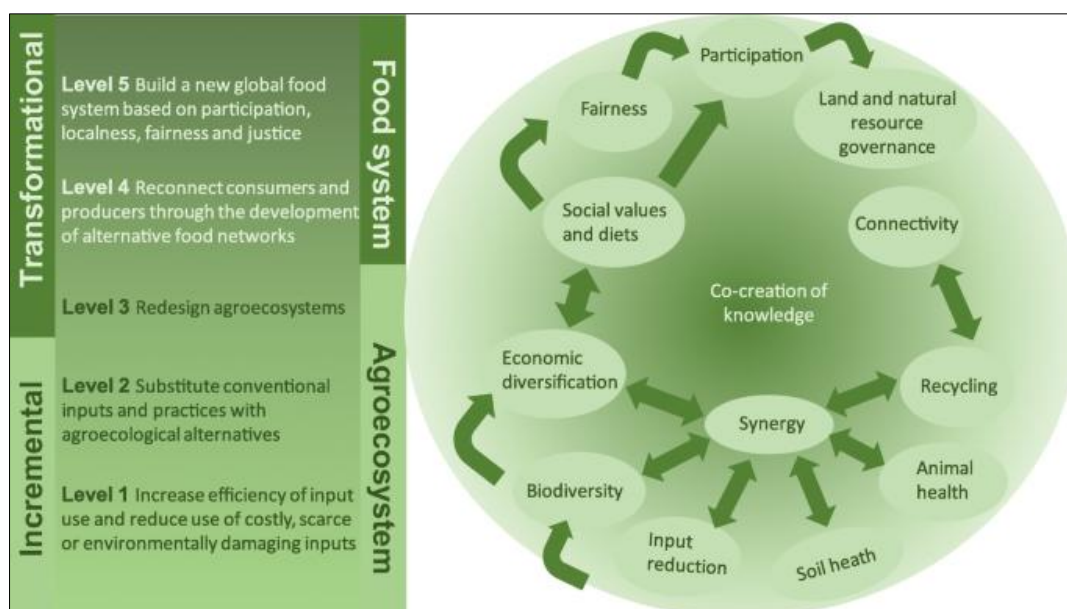 Transformational
Incremental
Level 5 Build a new global food
system based on participation,
localness, fairness and justice
Level 4 Reconnect consumers and
producers through the development
of alternative food networks
Level 3 Redesign agroecosystems
Level 2 Substitute conventional
inputs and practices with
agroecological alternatives
Level 1 Increase efficiency of input
use and reduce use of costly, scarce
or environmentally damaging inputs
Food system
Agroecosystem
Participation
Fairness
Land and natural
resource
governance
Social values
and diets
Connectivity
Co-creation of
knowledge
Economic
diversification
Recycling
Synergy
Biodiversity
Animal
health
Input
reduction
Soil heath